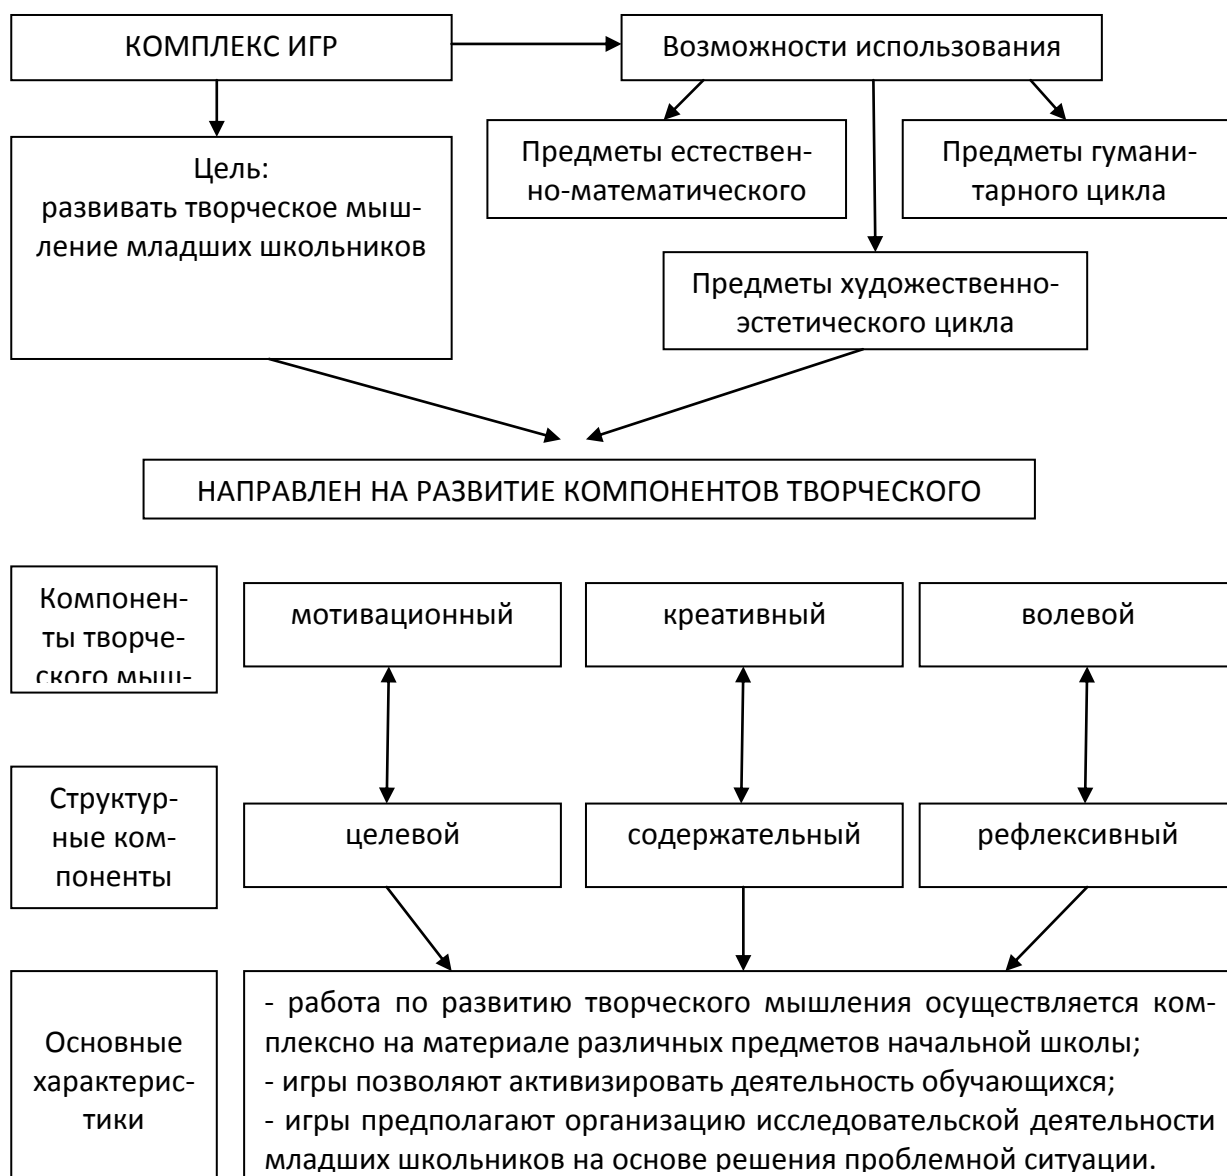 КОМПЛЕКС ИГР
Возможности использования
Цель:
развивать творческое мыш-
ление младших школьников
Предметы естествен-
но-математического
Предметы гумани-
тарного цикла
Предметы художественно-
эстетического цикла
НАПРАВЛЕН НА РАЗВИТИЕ КОМПОНЕНТОВ ТВОРЧЕСКОГО
Компонен-
ты творче-
ского мыш-
мотивационный
креативный
волевой
Структур-
ные ком-
поненты
целевой
содержательный
рефлексивный
Основные
характерис-
тики
- работа по развитию творческого мышления осуществляется ком-
плексно на материале различных предметов начальной школы;
- игры позволяют активизировать деятельность обучающихся;
- игры предполагают организацию исследовательской деятельности
младших школьников на основе решения проблемной ситуации.